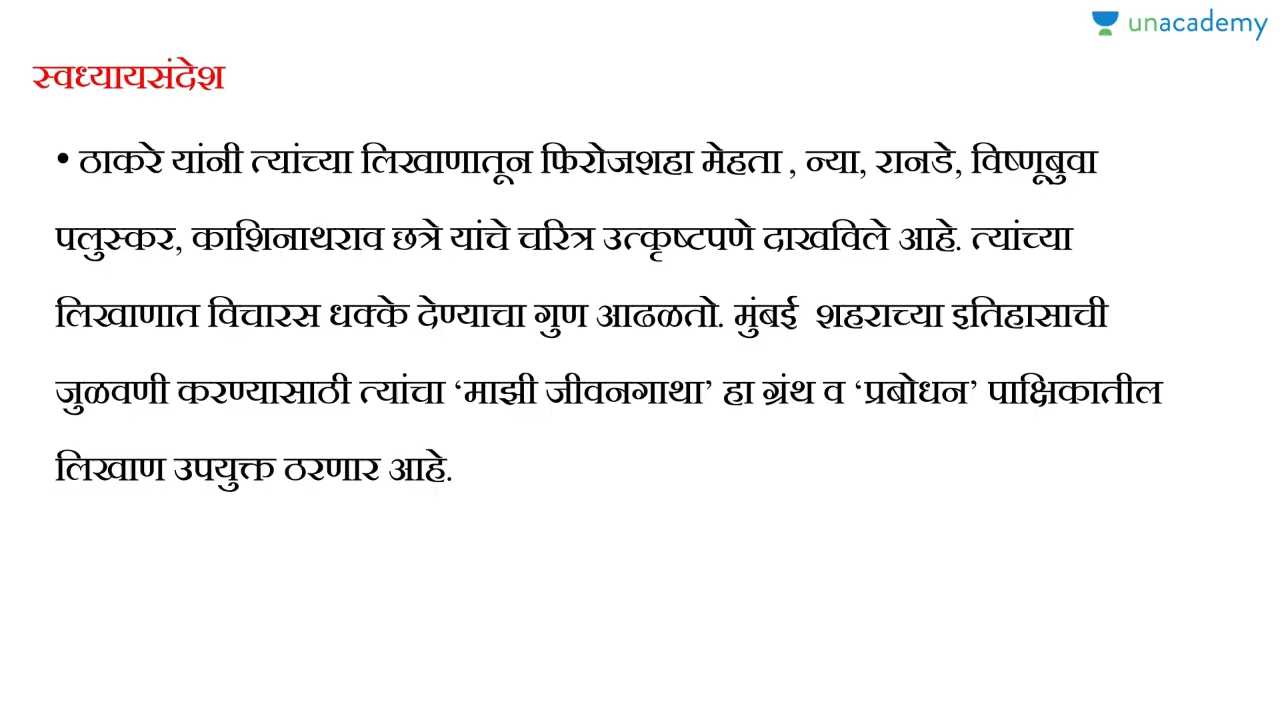 unacademy
स्वध्यायसंदेश
• ठाकरे यांनी त्यांच्या लिखाणातून फिरोजशहा मेहता , न्या, रानडे, विष्णूबुवा
पलुस्कर, काशिनाथराव छत्रे यांचे चरित्र उत्कृष्टपणे दाखविले आहे. त्यांच्या
लिखाणात विचारस धक्के देण्याचा गुण आढळतो. मुंबई शहराच्या इतिहासाची
जुळवणी करण्यासाठी त्यांचा ‘माझी जीवनगाथा’ हा ग्रंथ व ‘प्रबोधन’ पाक्षिकातील
लिखाण उपयुक्त ठरणार आहे.